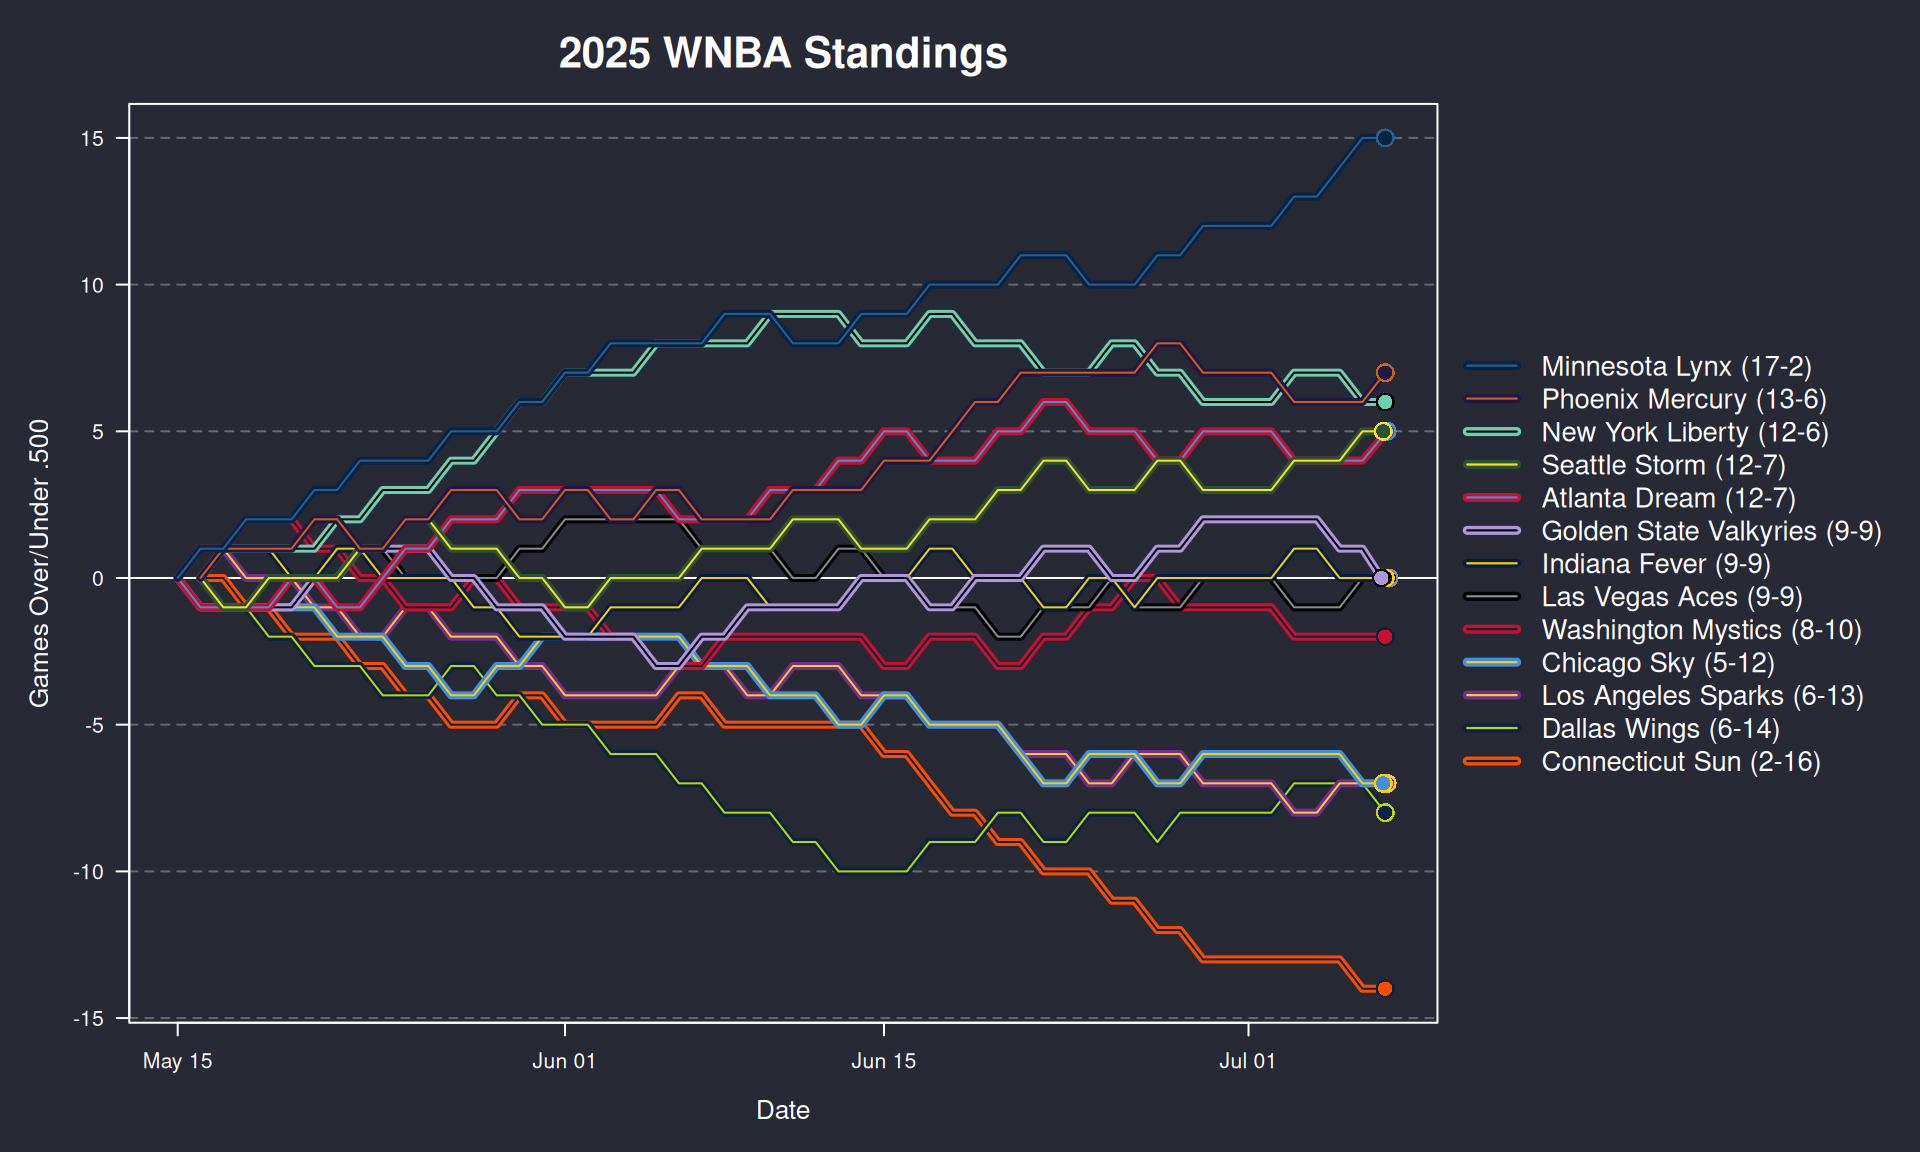 2025 WNBA Standings
Games Over/Under .500
15
10
5
0
-5
-10
-15
May 15
Jun 01
Jun 15
Jul 01
Date
Minnesota Lynx (17-2)
Phoenix Mercury (13-6)
New York Liberty (12-6)
Seattle Storm (12-7)
Atlanta Dream (12-7)
Golden State Valkyries (9-9)
Indiana Fever (9-9)
Las Vegas Aces (9-9)
Washington Mystics (8-10)
Chicago Sky (5-12)
Los Angeles Sparks (6-13)
Dallas Wings (6-14)
Connecticut Sun (2-16)